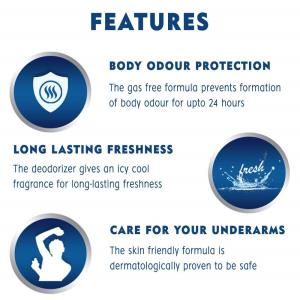 FEATURES
BODY ODOUR PROTECTION
The gas free formula prevents formation
of body odour for upto 24 hours
LONG LASTING FRESHNESS
The deodorizer gives an icy cool
fragrance for long-lasting freshness
fresh
CARE FOR YOUR UNDERARMS
The skin friendly formula is
dermatologically proven to be safe